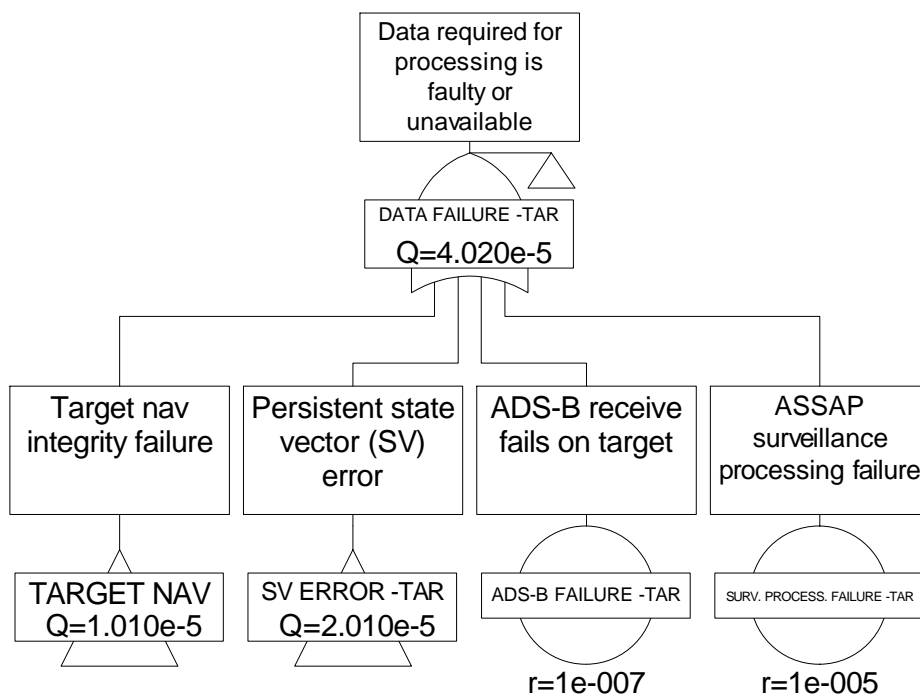 Data required for
processing is
faulty or
unavailable
DATA FAILURE -TAR
Q=4.020e-5
Target nav
integrity failure
Persistent state
vector (SV)
error
ADS-B receive
fails on target
ASSAP
surveillance
processing failure
TARGET NAV
Q=1.010e-5
SV ERROR -TAR
Q=2.010e-5
ADS-B FAILURE -TAR
r=1e-007
SURV. PROCESS. FAILURE -TAR
r=1e-005